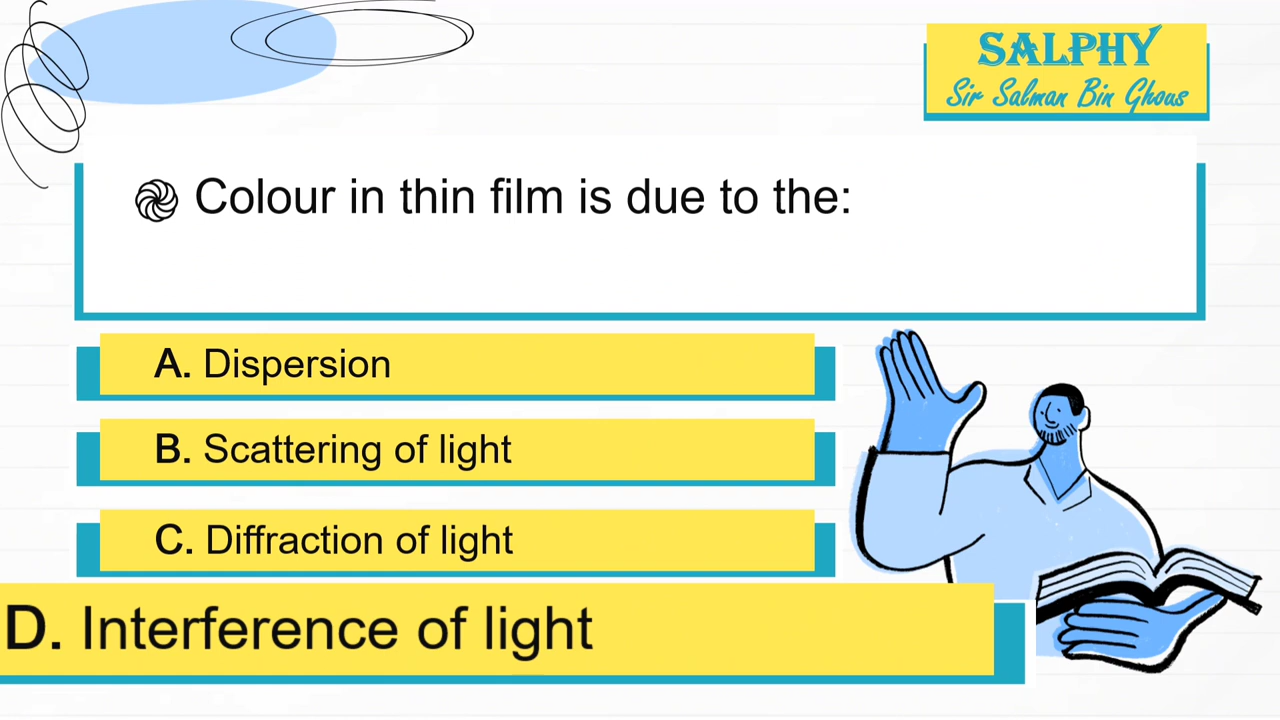 SALPHY
Sir Salman Bin Ghous
Colour in thin film is due to the:
A. Dispersion
B. Scattering of light
C. Diffraction of light
D. Interference of light